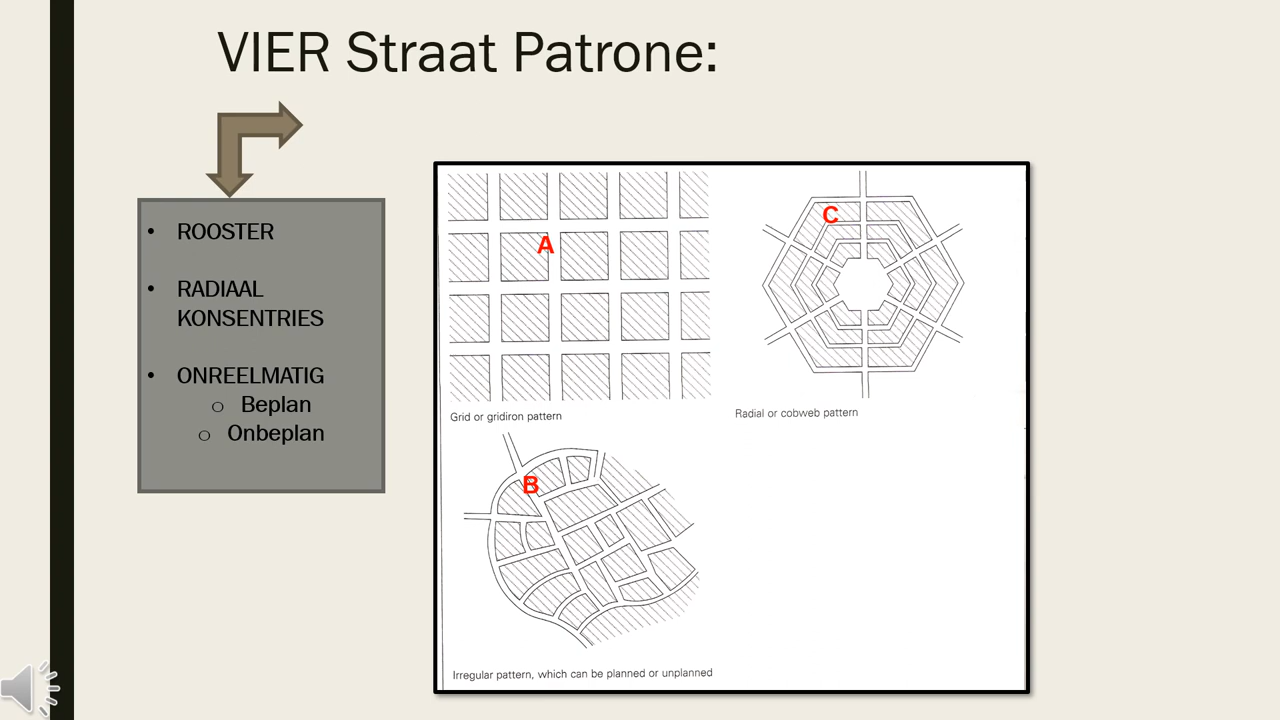 VIER Straat Patrone:
• ROOSTER
• RADIAAL
KONSENTRIES
• ONREELMATIG
o Beplan
o Onbeplan
A
C
Grid or gridiron pattern
Radial or cobweb pattern
B
Irregular pattern, which can be planned or unplanned